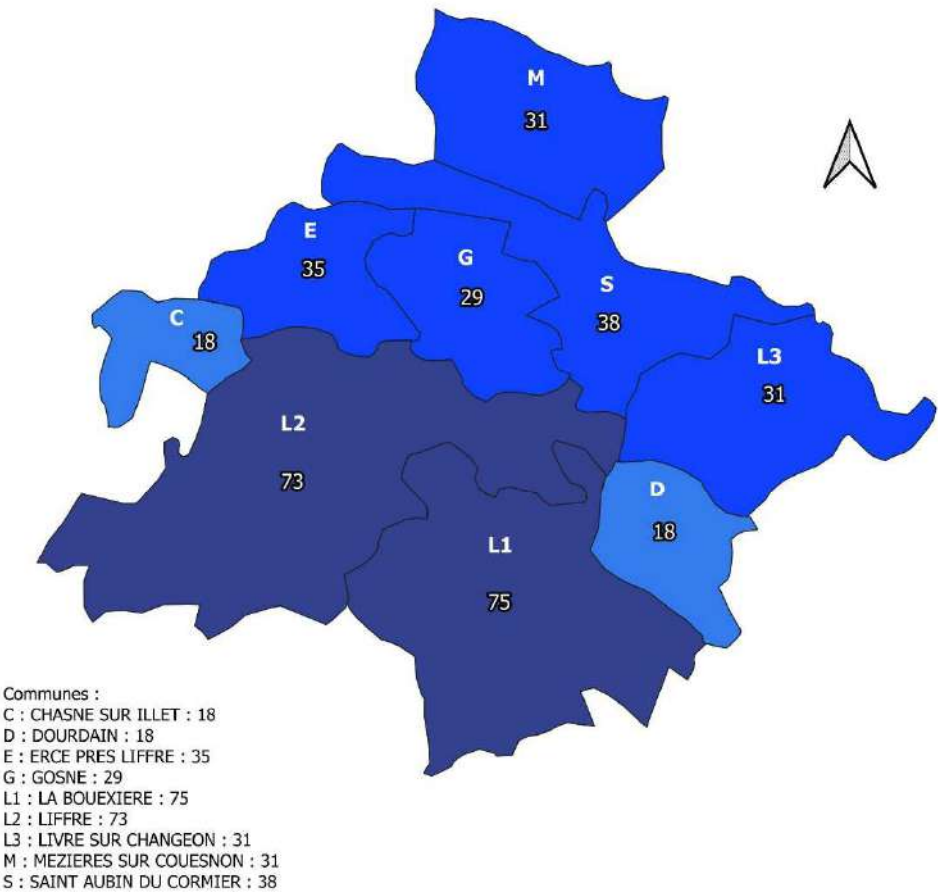 M
31
E
35
G
29
S
38
C
18
L3
31
L2
73
D
18
L1
75
Communes :
C : CHASNE SUR ILLET : 18
D : DOURDAIN : 18
E : ERCE PRES LIFFRE : 35
G : GOSNE : 29
L1 : LA BOUEXIERE : 75
L2 : LIFFRE : 73
L3 : LIVRE SUR CHANGEON : 31
M : MEZIERES SUR COUESNON : 31
S : SAINT AUBIN DU CORMIER : 38